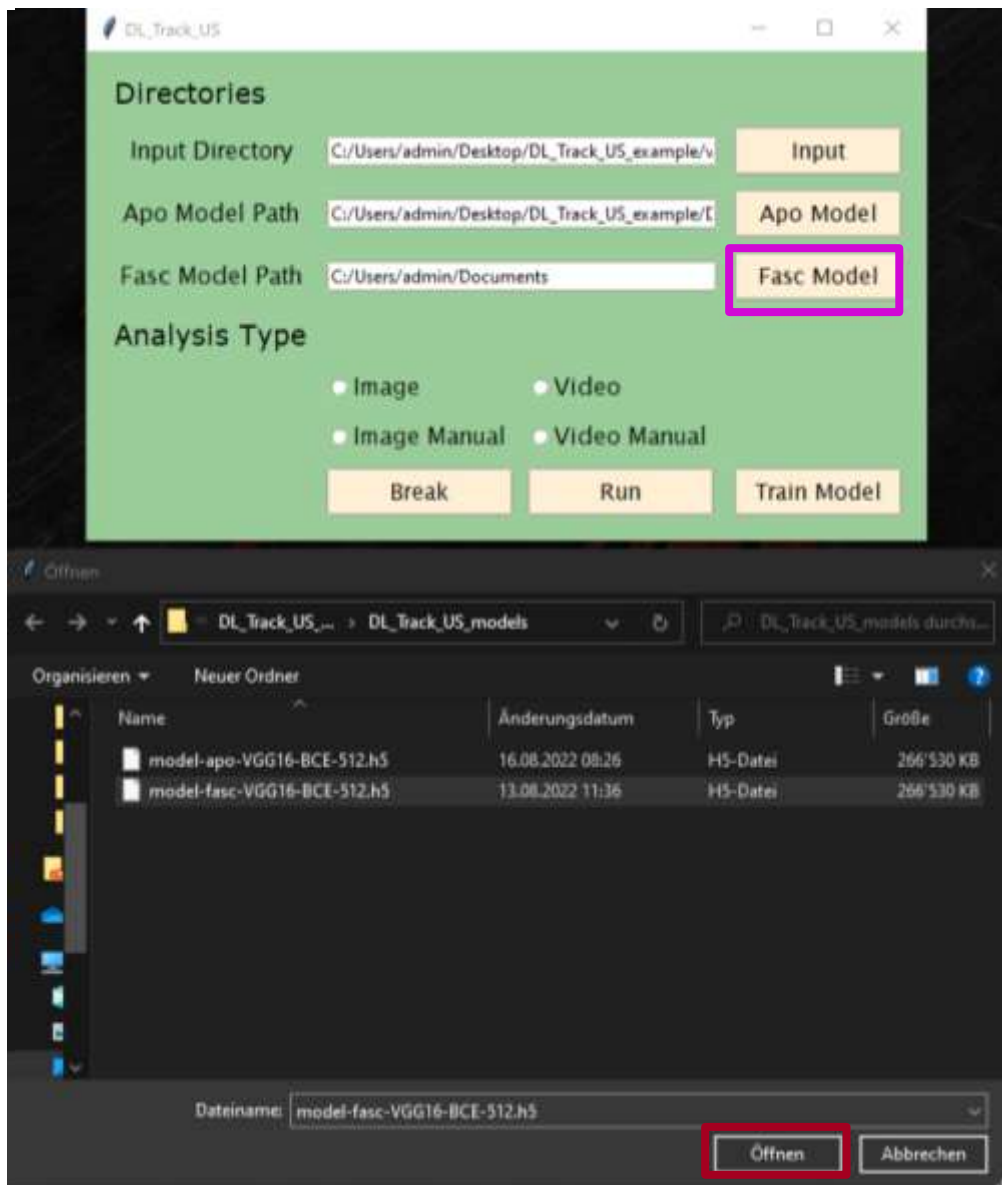 DL_Track_US
Directories
Input Directory C:/Users/admin/Desktop/DL_Track_US_example/v Input
Apo Model Path C:/Users/admin/Desktop/DL_Track_US_example/D Apo Model
Fasc Model Path C:/Users/admin/Documents Fasc Model
Analysis Type
Image Video
Image Manual Video Manual
Break Run Train Model
Öffnen
DL_Track_US_... › DL_Track_US_models DL_Track_US_models durchs...
Organisieren Neuer Ordner
Name Änderungsdatum Typ Größe
model-apo-VGG16-BCE-512.h5 16.08.2022 08:26 H5-Datei 266'530 KB
model-fasc-VGG16-BCE-512.h5 13.08.2022 11:36 H5-Datei 266'530 KB
Dateiname: model-fasc-VGG16-BCE-512.h5
Öffnen Abbrechen